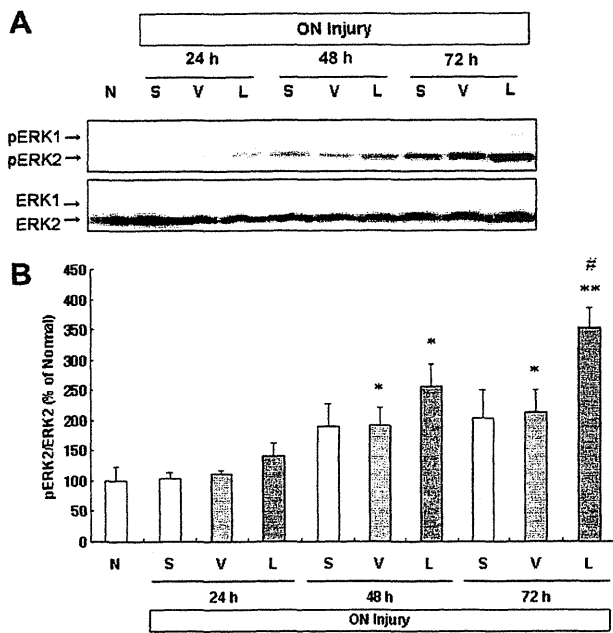 A
ON Injury
24 h 48 h 72 h
N S V L S V L S V L
pERK1→
pERK2→
ERK1→
ERK2→
B
pERK2/ERK2 (% of Normal)
450
400
350
300
250
200
150
100
50
0
* * * ** #
N S V L S V L S V L
24 h 48 h 72 h
ON Injury